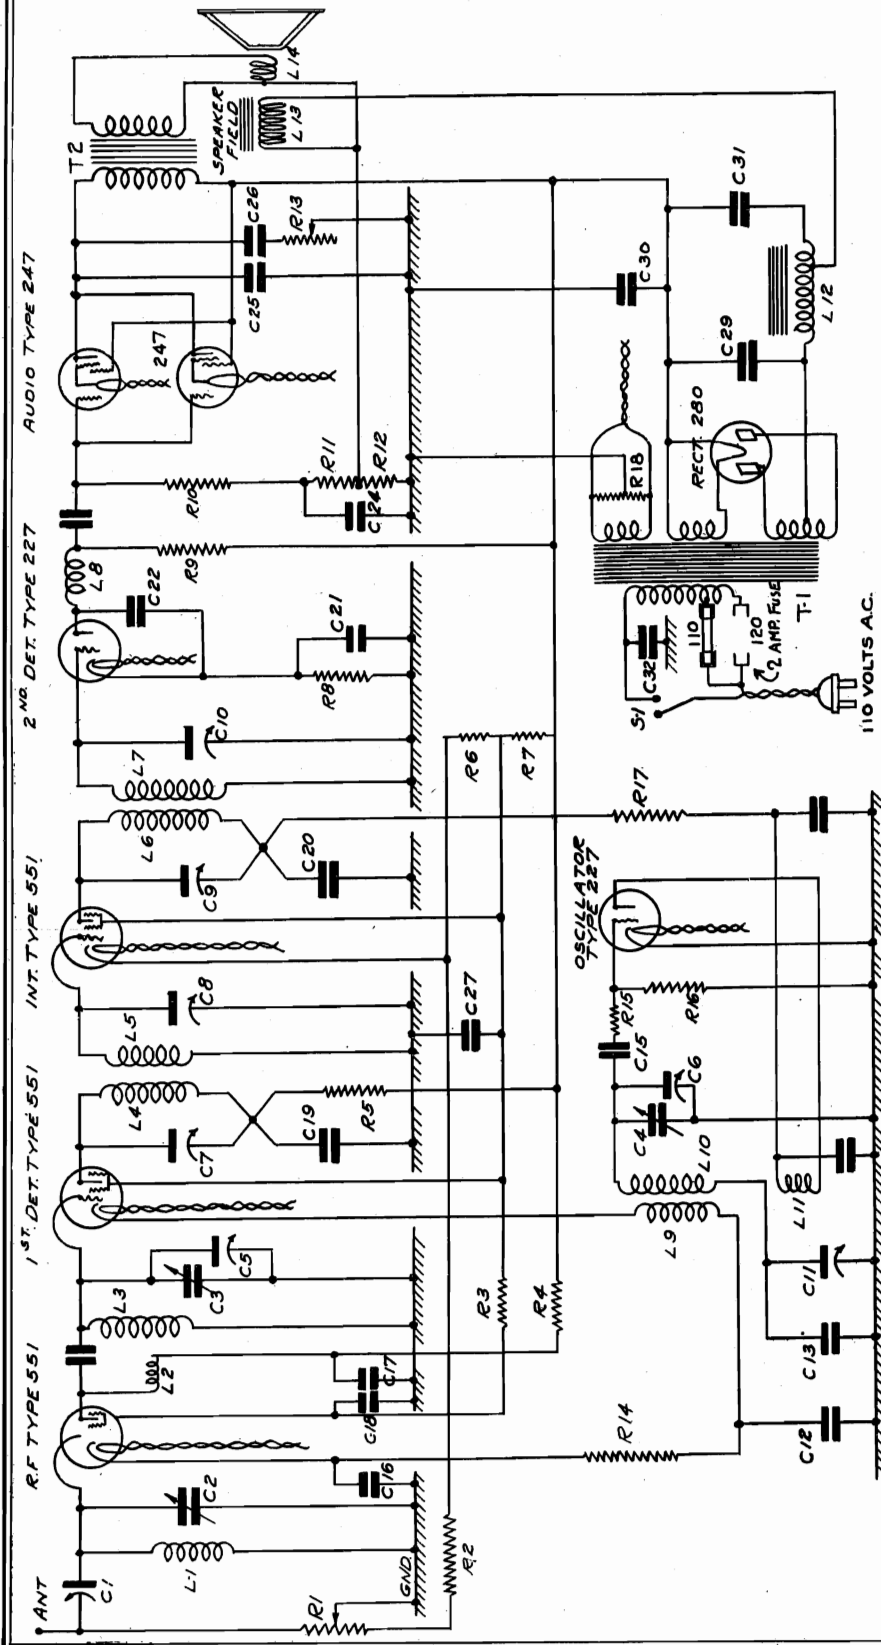 R.F TYPE 551
1ST. DET. TYPE 551
INT. TYPE 551
2ND. DET. TYPE 227
AUDIO TYPE 247
ANT
C1
L-1
C2
R1
GND.
R2
C16
C18
C17
L2
L3
C3
C5
R3
R4
R14
C7
L4
C19
R5
L5
C8
C27
C9
L6
L7
C20
C10
R6
R7
R8
C21
C22
L8
R9
R10
R11
R12
C24
247
C25
C26
R13
T2
SPEAKER
FIELD
L13
L14
C12
C13
C11
L9
L10
L11
C4
C6
C15
R15
R16
OSCILLATOR
TYPE 227
R17
S-1
C32
110
120
2 AMP. FUSE
T-1
110 VOLTS A.C.
R18
RECT. 280
C30
C29
L12
C31